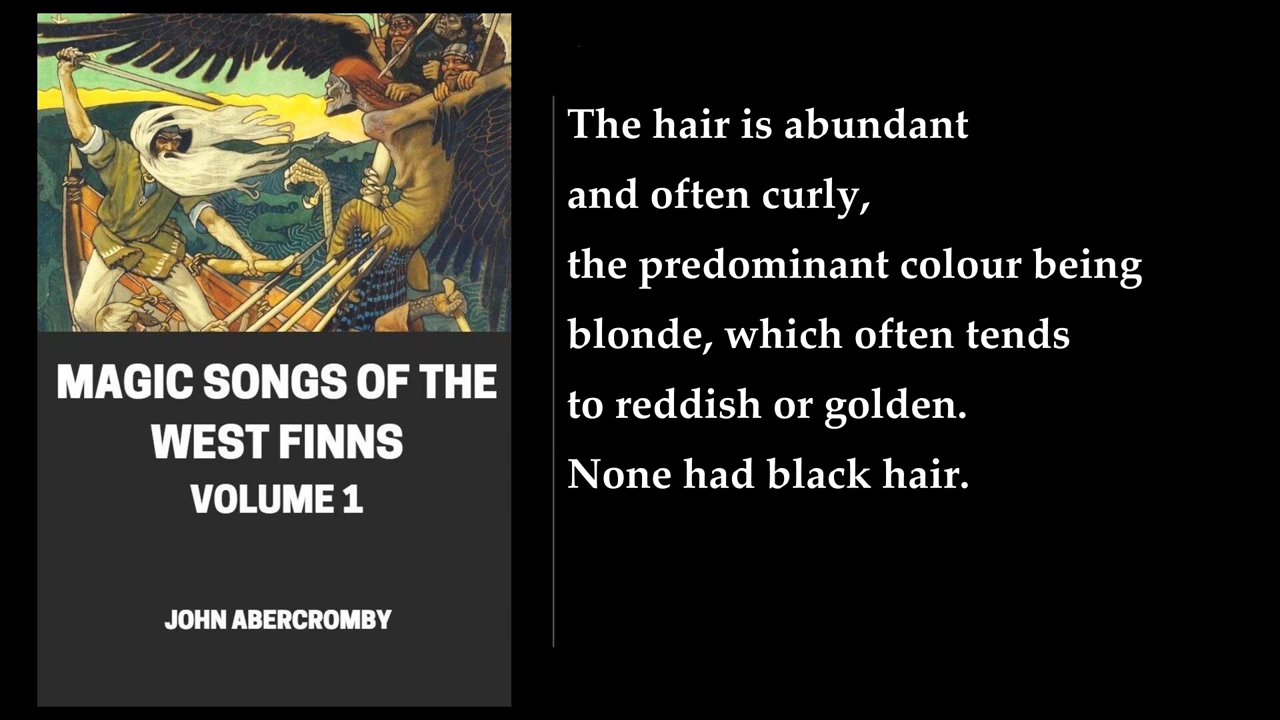 MAGIC SONGS OF THE
WEST FINNS
VOLUME 1
JOHN ABERCROMBY
The hair is abundant
and often curly,
the predominant colour being
blonde, which often tends
to reddish or golden.
None had black hair.